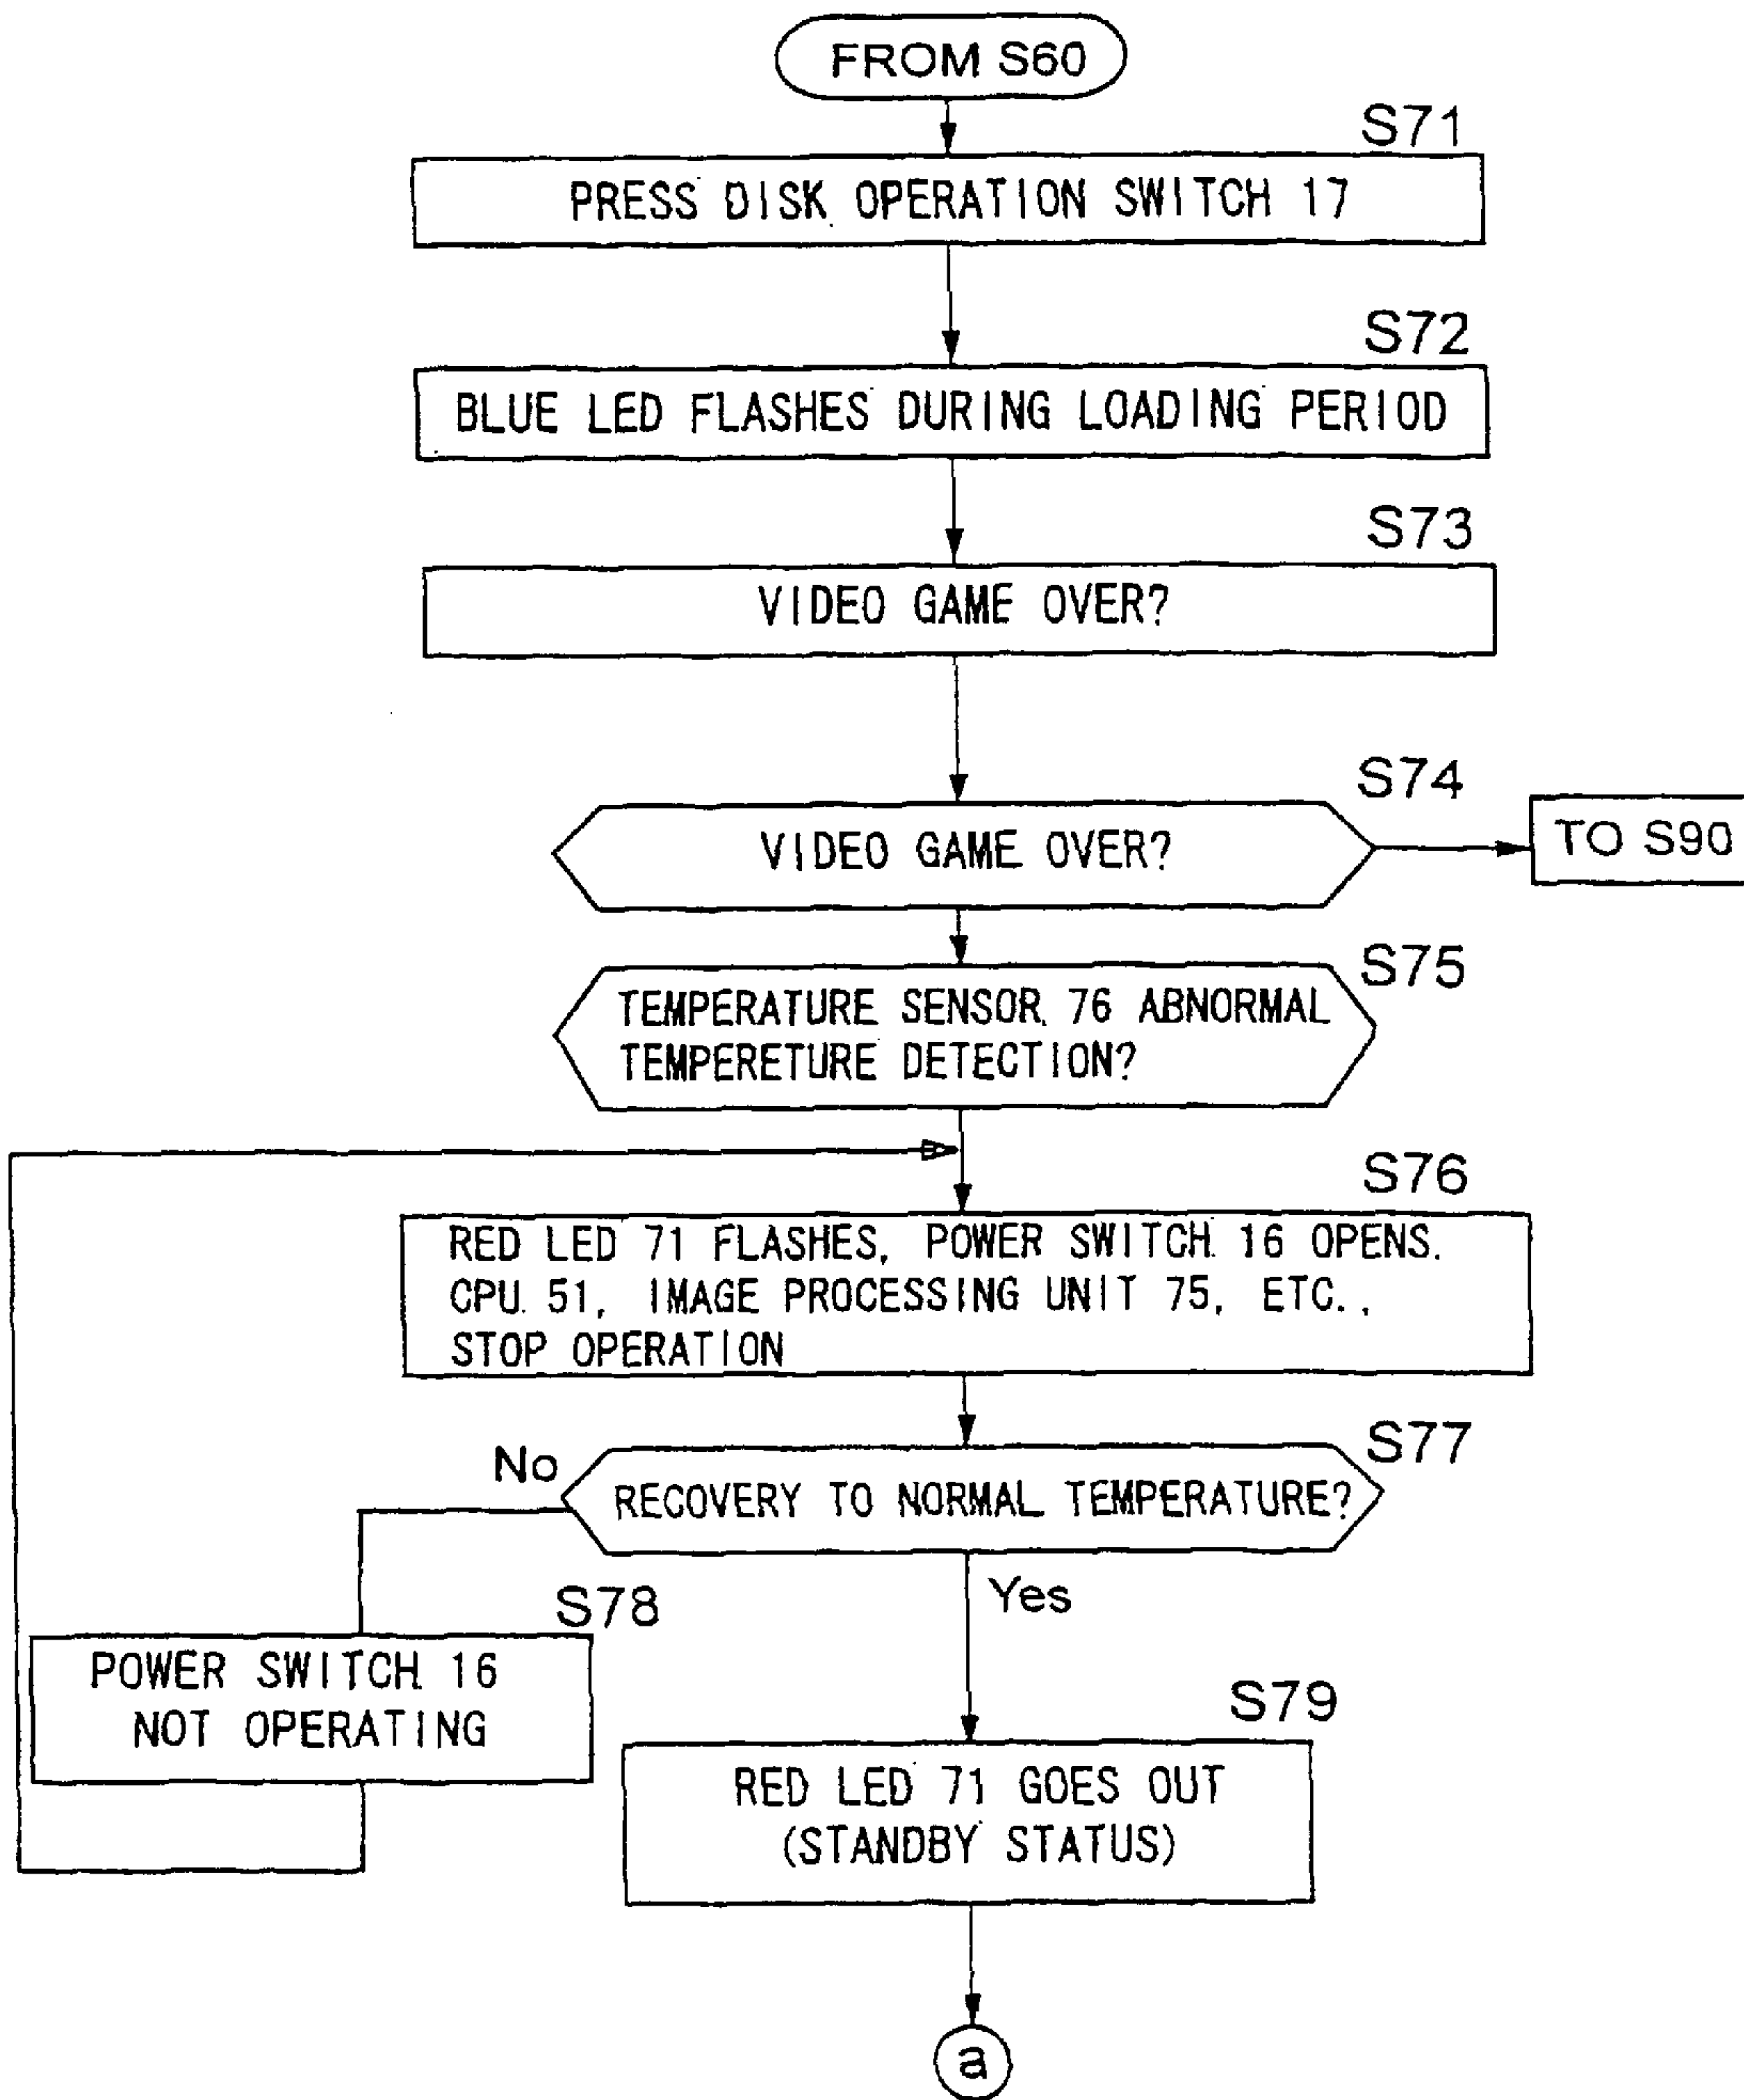 FROM S60
S71
PRESS DISK OPERATION SWITCH 17
S72
BLUE LED FLASHES DURING LOADING PERIOD
S73
VIDEO GAME OVER?
S74
VIDEO GAME OVER?
TO S90
S75
TEMPERATURE SENSOR 76 ABNORMAL
TEMPERETURE DETECTION?
S76
RED LED 71 FLASHES, POWER SWITCH 16 OPENS.
CPU 51, IMAGE PROCESSING UNIT 75, ETC.,
STOP OPERATION
S77
No
RECOVERY TO NORMAL TEMPERATURE?
Yes
S78
POWER SWITCH 16
NOT OPERATING
S79
RED LED 71 GOES OUT
(STANDBY STATUS)
a